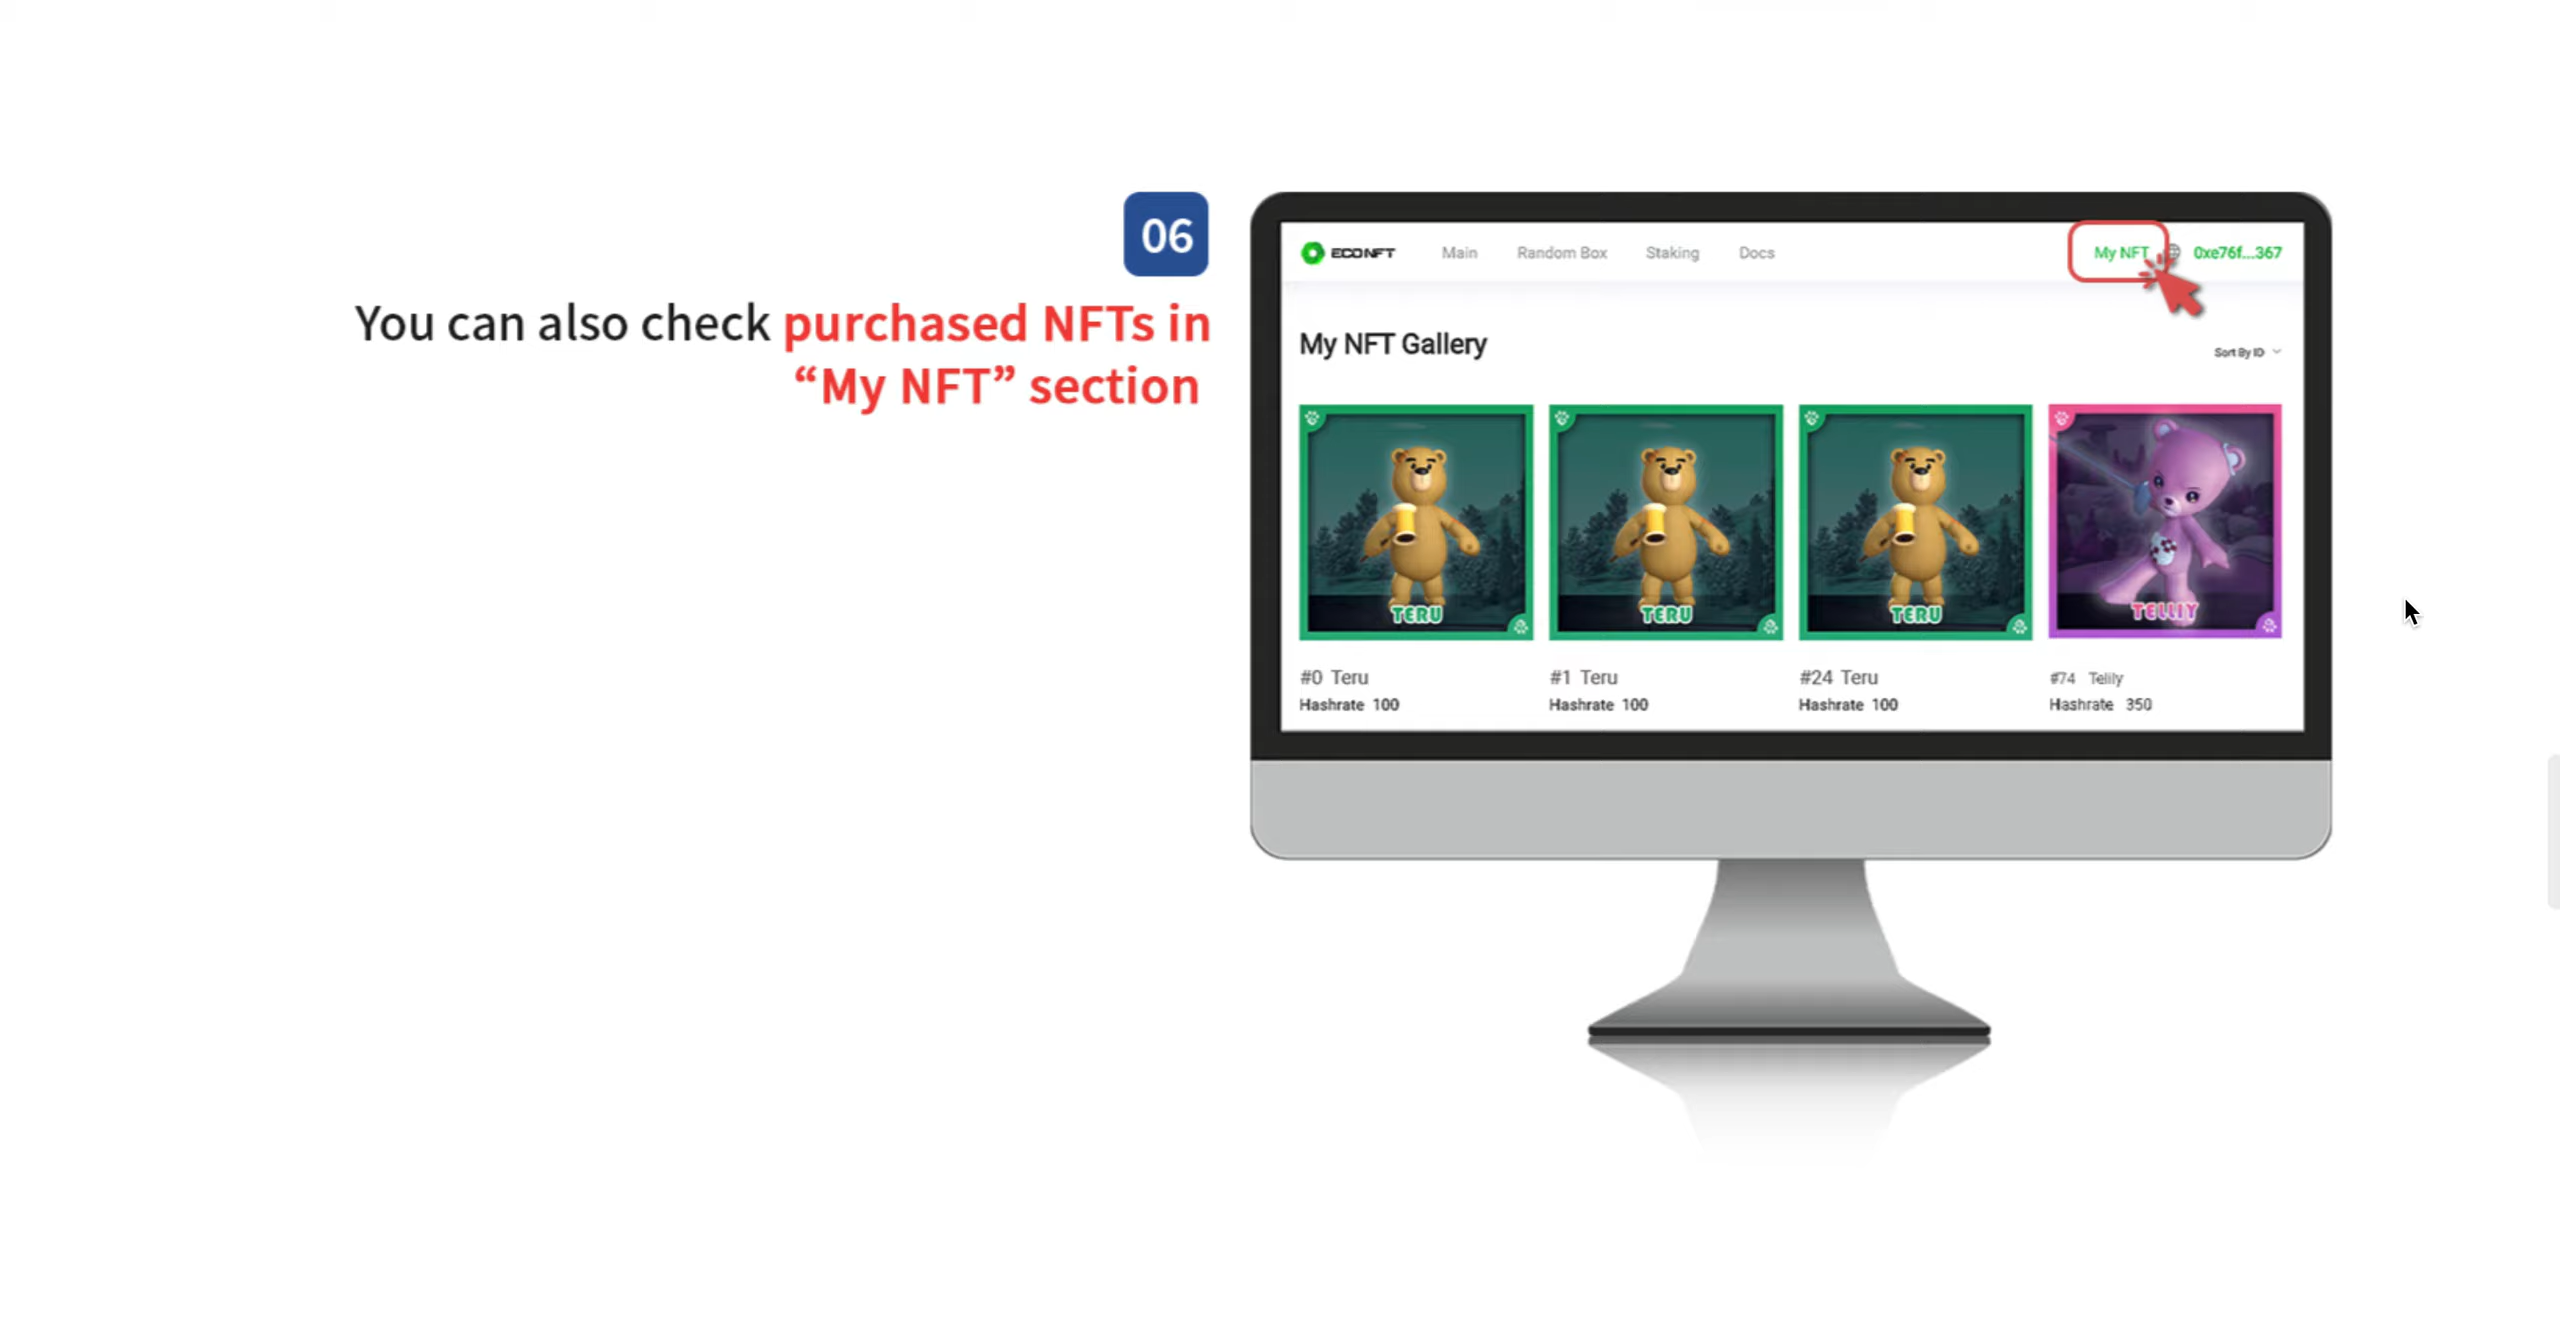 06
You can also check purchased NFTs in
“My NFT” section
ECONFT Main Random Box Staking Docs My NFT 0xe76f...367
My NFT Gallery
Sort By ID
TERU TERU TERU TELLIY
#0 Teru #1 Teru #24 Teru #74 Telily
Hashrate 100 Hashrate 100 Hashrate 100 Hashrate 350